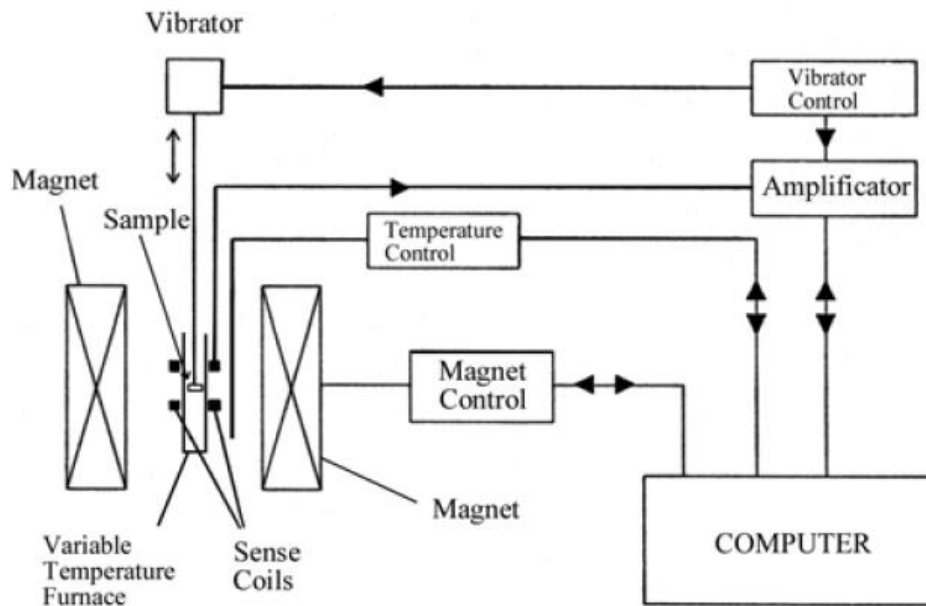 Vibrator
Vibrator
Control
Magnet
Amplificator
Sample
Temperature
Control
Magnet
Control
Magnet
COMPUTER
Variable
Temperature
Furnace
Sense
Coils